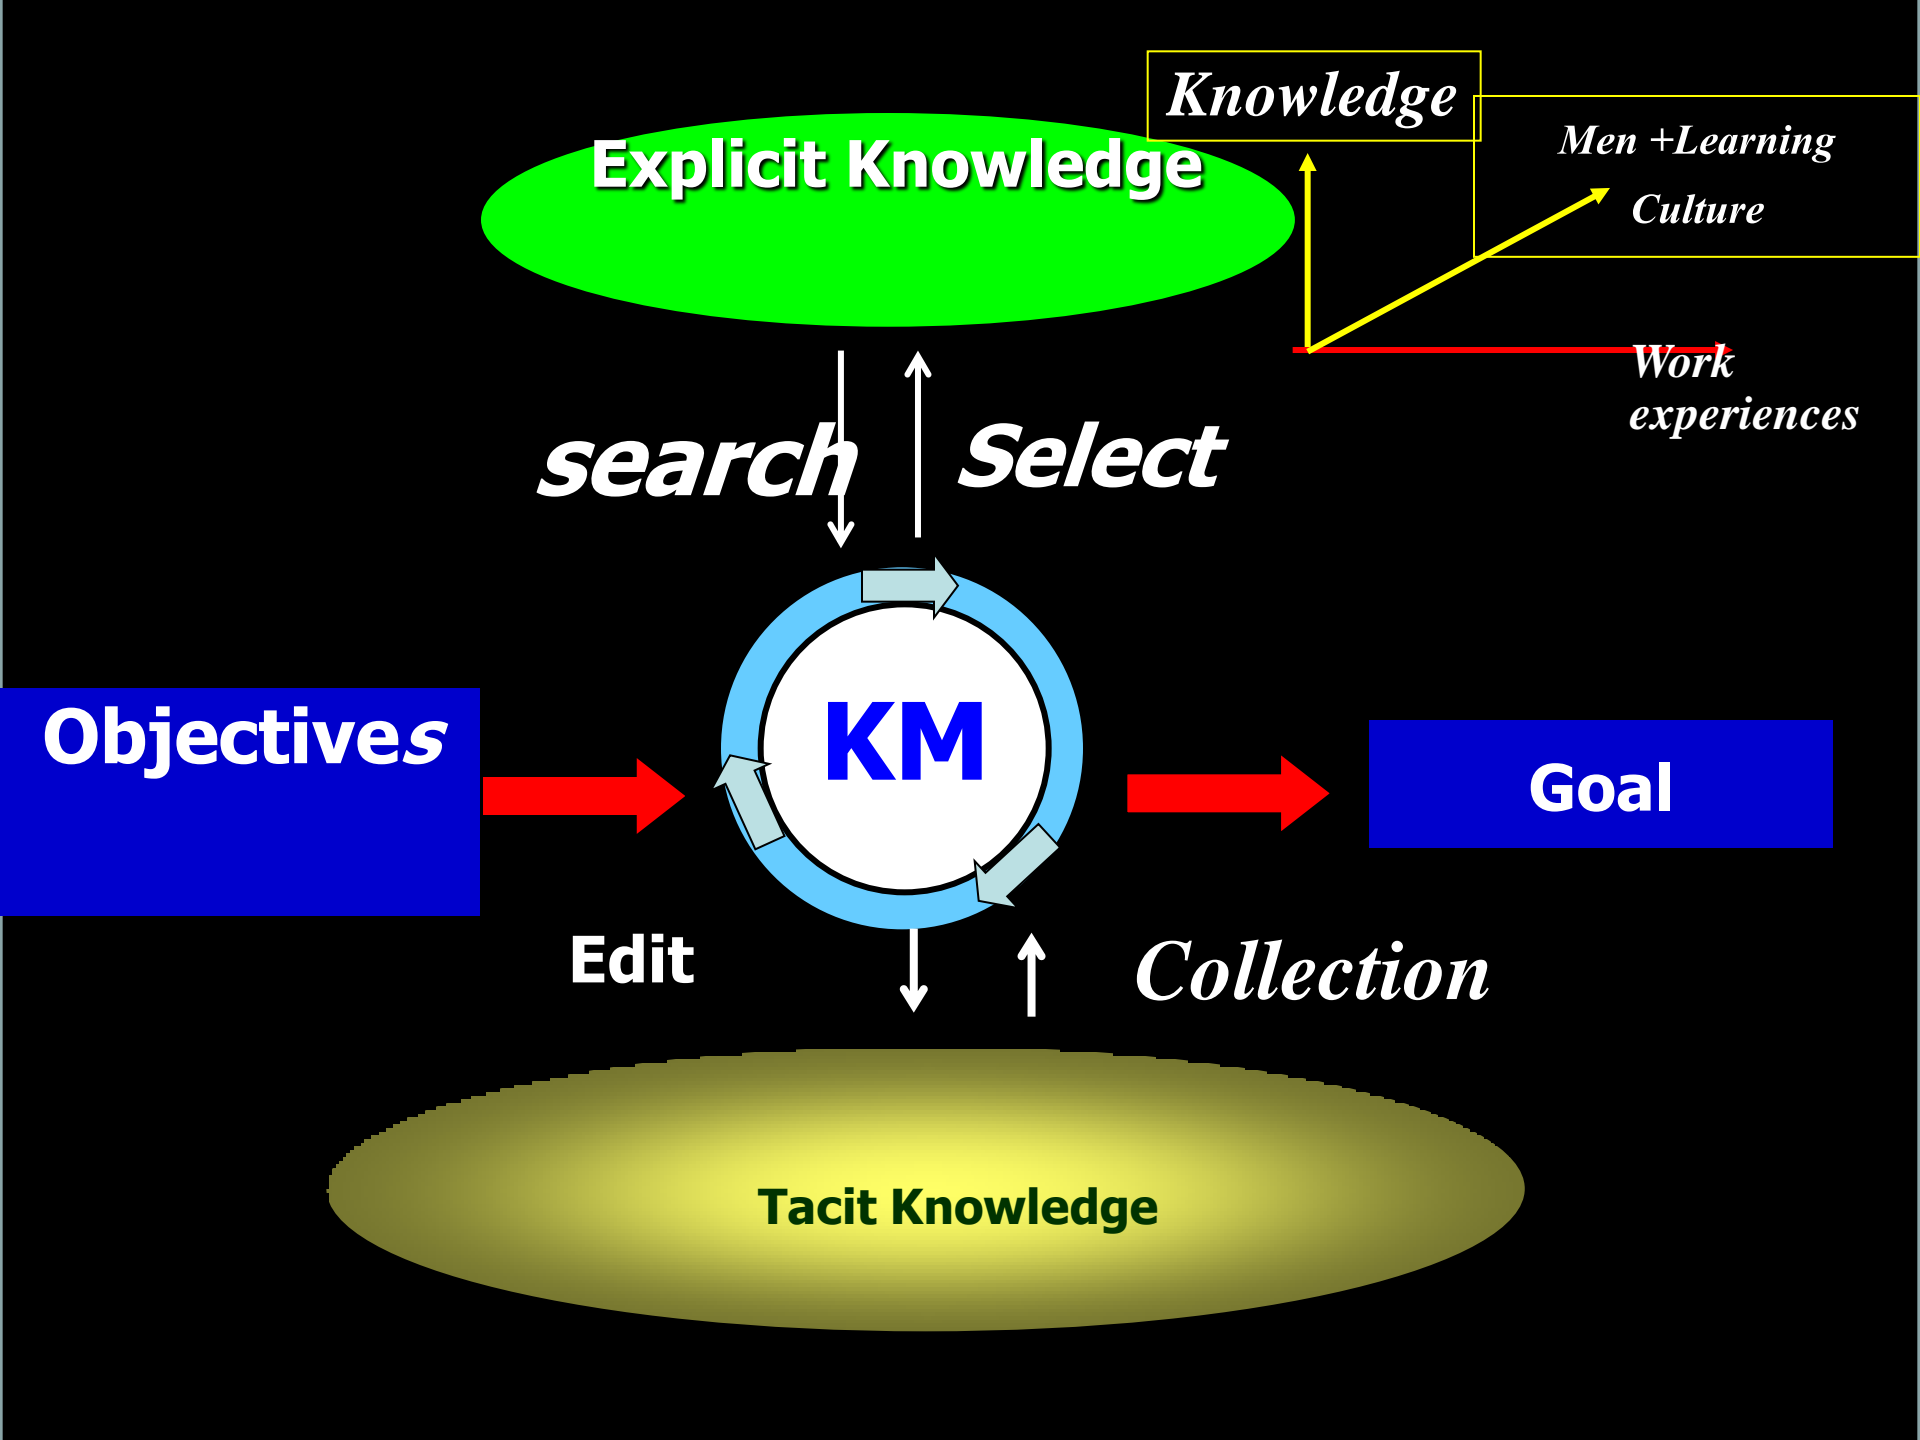 Knowledge
Men +Learning
Culture
Explicit Knowledge
Work
experiences
search
Select
KM
Objectives
Goal
Edit
Collection
Tacit Knowledge